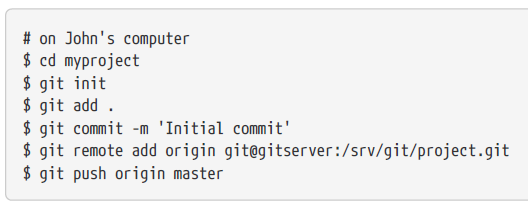 # on John's computer
$ cd myproject
$ git init
$ git add .
$ git commit -m 'Initial commit'
$ git remote add origin git@gitserver:/srv/git/project.git
$ git push origin master